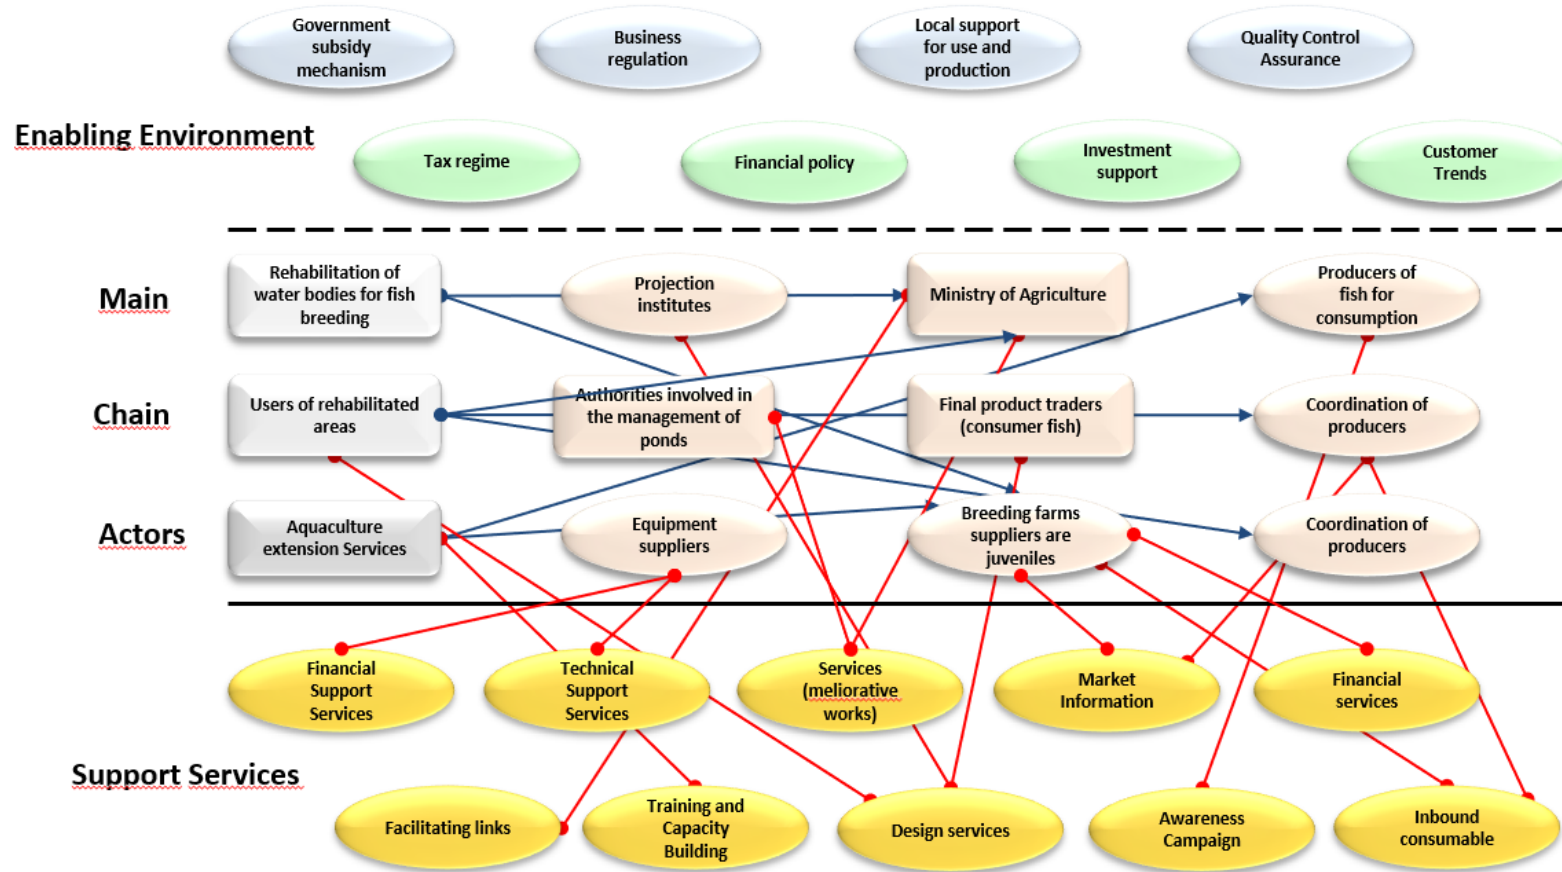 Government
subsidy
mechanism
Business
regulation
Local support
for use and
production
Quality Control
Assurance
Enabling Environment
Tax regime
Financial policy
Investment
support
Customer
Trends
Main
Rehabilitation of
water bodies for fish
breeding
Projection
institutes
Ministry of Agriculture
Producers of
fish for
consumption
Chain
Users of rehabilitated
areas
Authorities involved in
the management of
ponds
Final product traders
(consumer fish)
Coordination of
producers
Actors
Aquaculture
extension Services
Equipment
suppliers
Breeding farms
suppliers are
juveniles
Coordination of
producers
Financial
Support
Services
Technical
Support
Services
Services
(meliorative
works)
Market
Information
Financial
services
Support Services
Facilitating links
Training and
Capacity
Building
Design services
Awareness
Campaign
Inbound
consumable